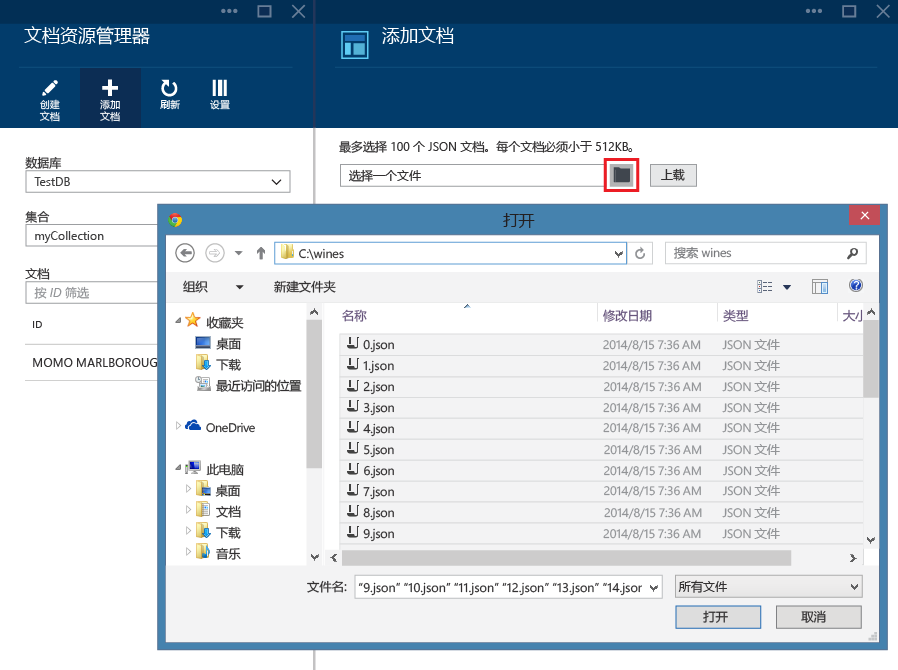 文档资源管理器
创建
文档
添加
文档
刷新
设置
数据库
TestDB
集合
myCollection
文档
按 ID 筛选
ID
MOMO MARLBOROUG
添加文档
最多选择 100 个 JSON 文档。每个文档必须小于 512KB。
选择一个文件
上载
打开
C:\wines
搜索 wines
组织
新建文件夹
收藏夹
桌面
下载
最近访问的位置
OneDrive
此电脑
桌面
文档
下载
音乐
名称 修改日期 类型 大小
0.json 2014/8/15 7:36 AM JSON 文件
1.json 2014/8/15 7:36 AM JSON 文件
2.json 2014/8/15 7:36 AM JSON 文件
3.json 2014/8/15 7:36 AM JSON 文件
4.json 2014/8/15 7:36 AM JSON 文件
5.json 2014/8/15 7:36 AM JSON 文件
6.json 2014/8/15 7:36 AM JSON 文件
7.json 2014/8/15 7:36 AM JSON 文件
8.json 2014/8/15 7:36 AM JSON 文件
9.json 2014/8/15 7:36 AM JSON 文件
文件名: "9.json" "10.json" "11.json" "12.json" "13.json" "14.jsor
所有文件
打开
取消